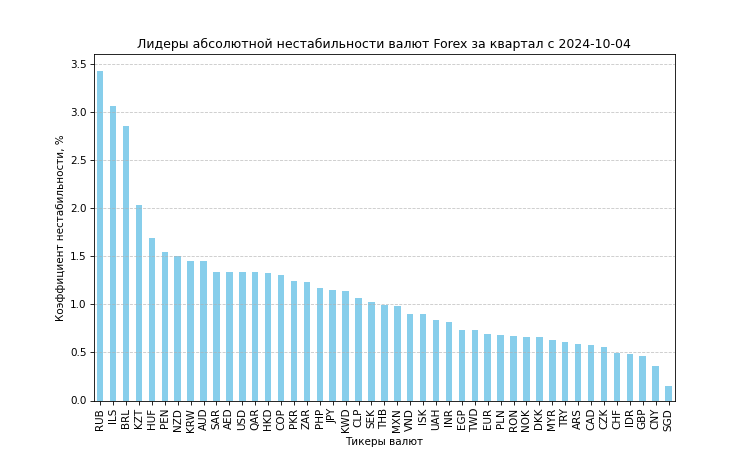 Лидеры абсолютной нестабильности валют Forex за квартал с 2024-10-04
Коэффициент нестабильности, %
3.5
3.0
2.5
2.0
1.5
1.0
0.5
0.0
RUB ILS BRL KZT HUF PEN NZD KRW AUD SAR AED USD QAR HKD COP PKR ZAR PHP JPY KWD CLP SEK THB MXN VND ISK UAH INR EGP TWD EUR PLN RON NOK DKK MYR TRY ARS CAD CZK CHF IDR GBP CNY SGD
Тикеры валют